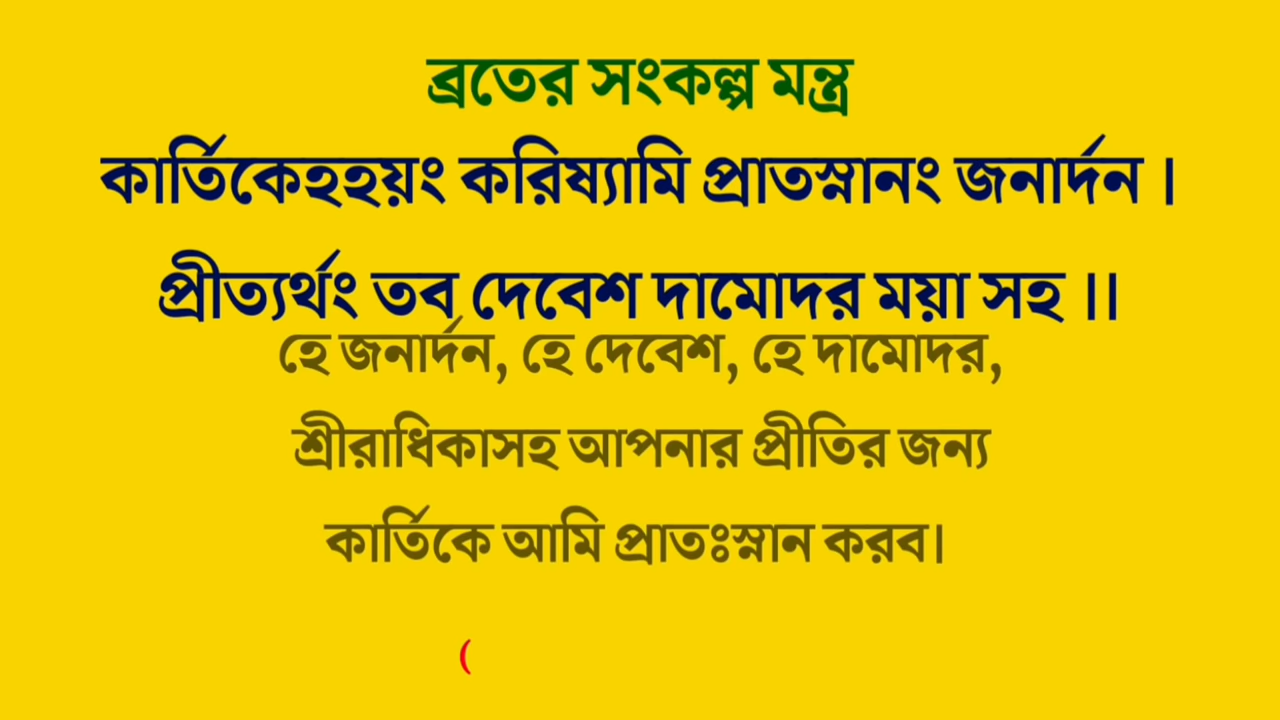 ব্রতের সংকল্প মন্ত্র
কার্তিকেহহয়ং করিষ্যামি প্রাতস্নানং জনার্দন ।
প্রীত্যর্থং তব দেবেশ দামোদর ময়া সহ ।।
হে জনার্দন, হে দেবেশ, হে দামোদর,
শ্রীরাধিকাসহ আপনার প্রীতির জন্য
কার্তিকে আমি প্রাতঃস্নান করব।
(